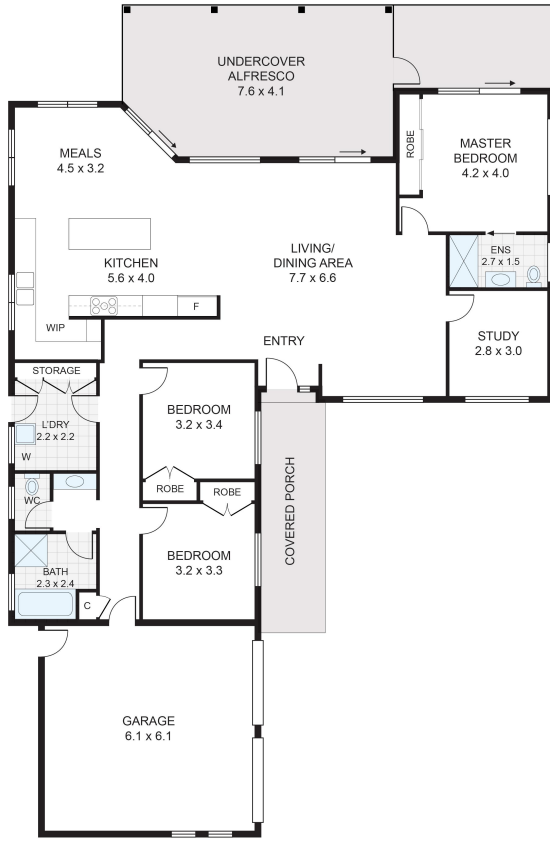 UNDERCOVER
ALFRESCO
7.6 x 4.1
MEALS
4.5 x 3.2
ROBE
MASTER
BEDROOM
4.2 x 4.0
KITCHEN
5.6 x 4.0
LIVING/
DINING AREA
7.7 x 6.6
ENS
2.7 x 1.5
F
WIP
ENTRY
STUDY
2.8 x 3.0
STORAGE
L'DRY
2.2 x 2.2
W
BEDROOM
3.2 x 3.4
ROBE
ROBE
WC
BEDROOM
3.2 x 3.3
COVERED PORCH
BATH
2.3 x 2.4
C
GARAGE
6.1 x 6.1